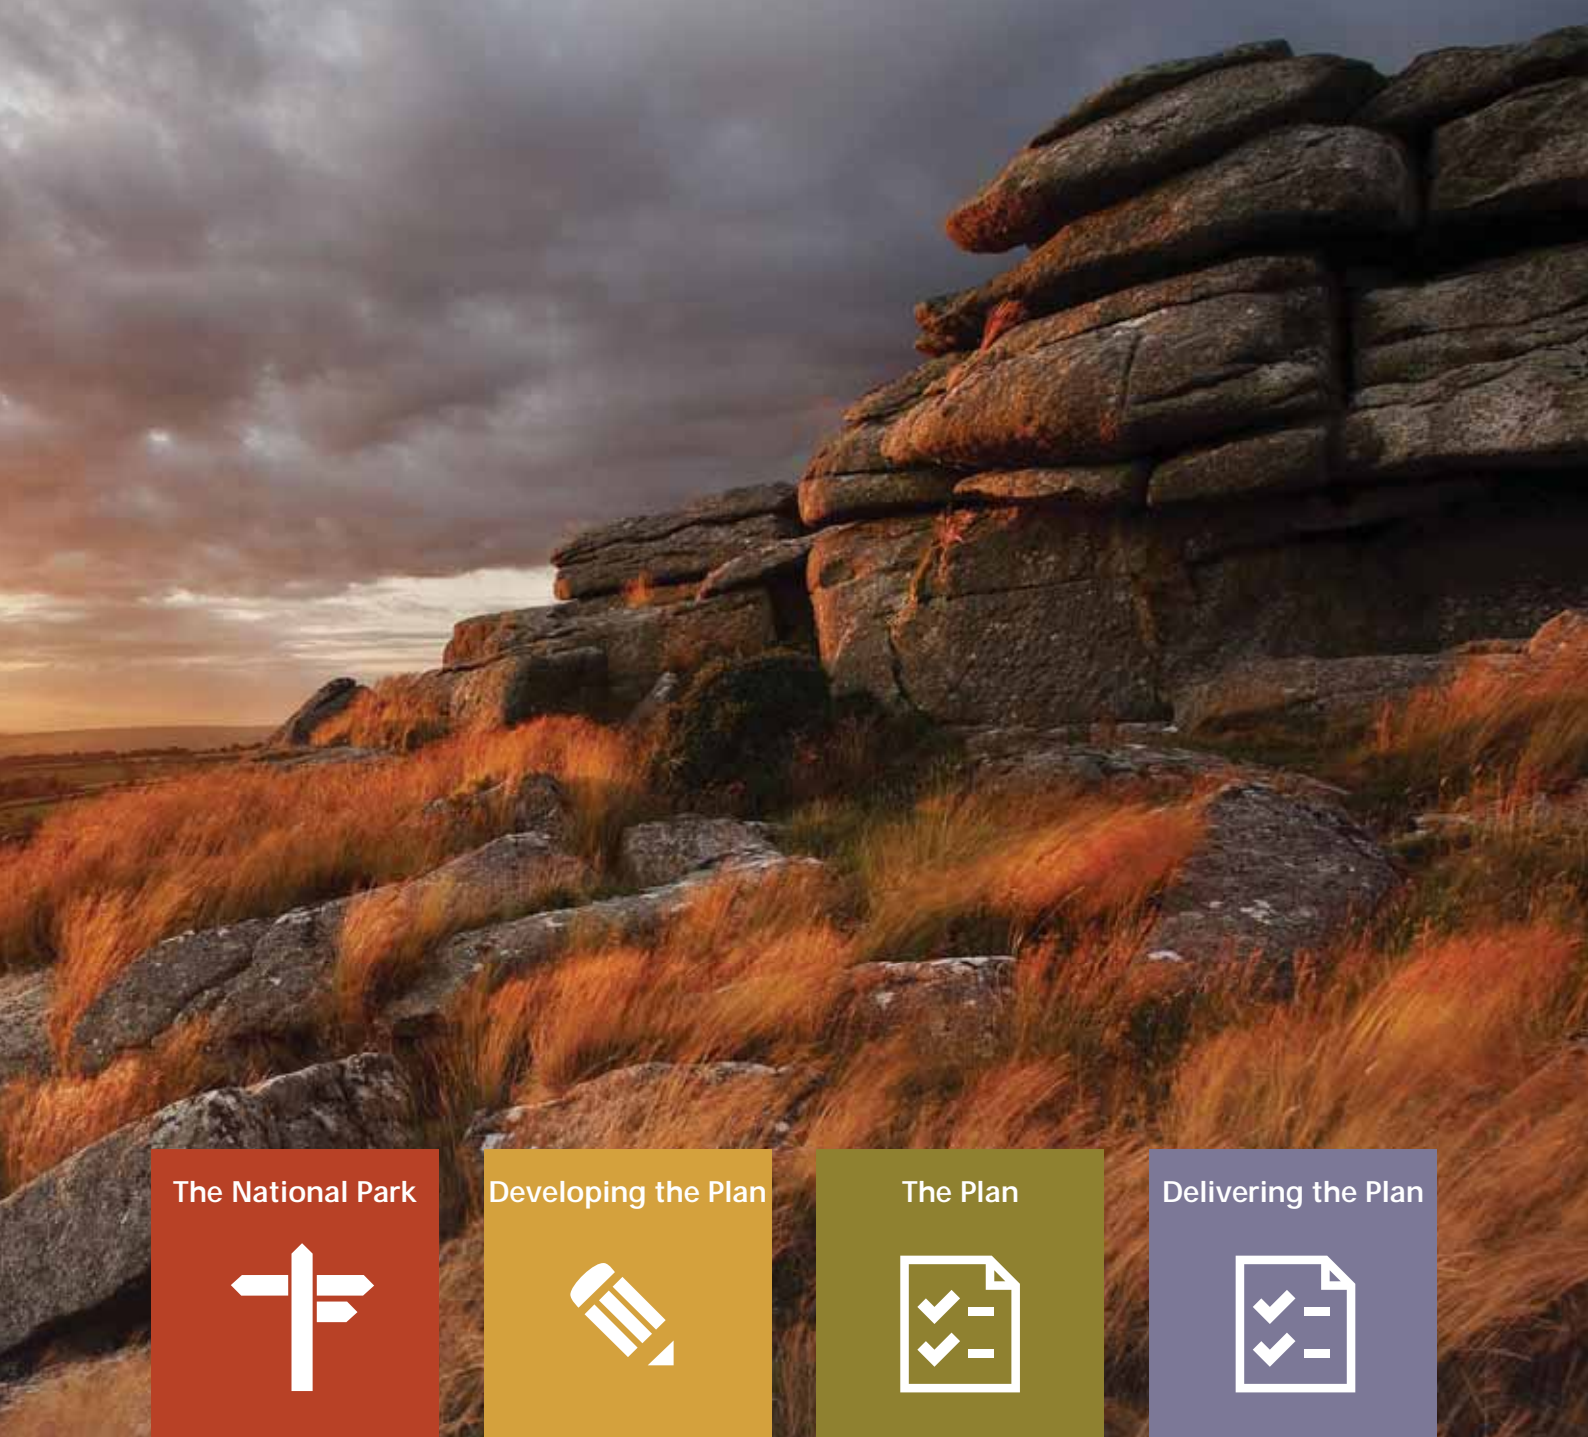 The National Park
Developing the Plan
The Plan
Delivering the Plan